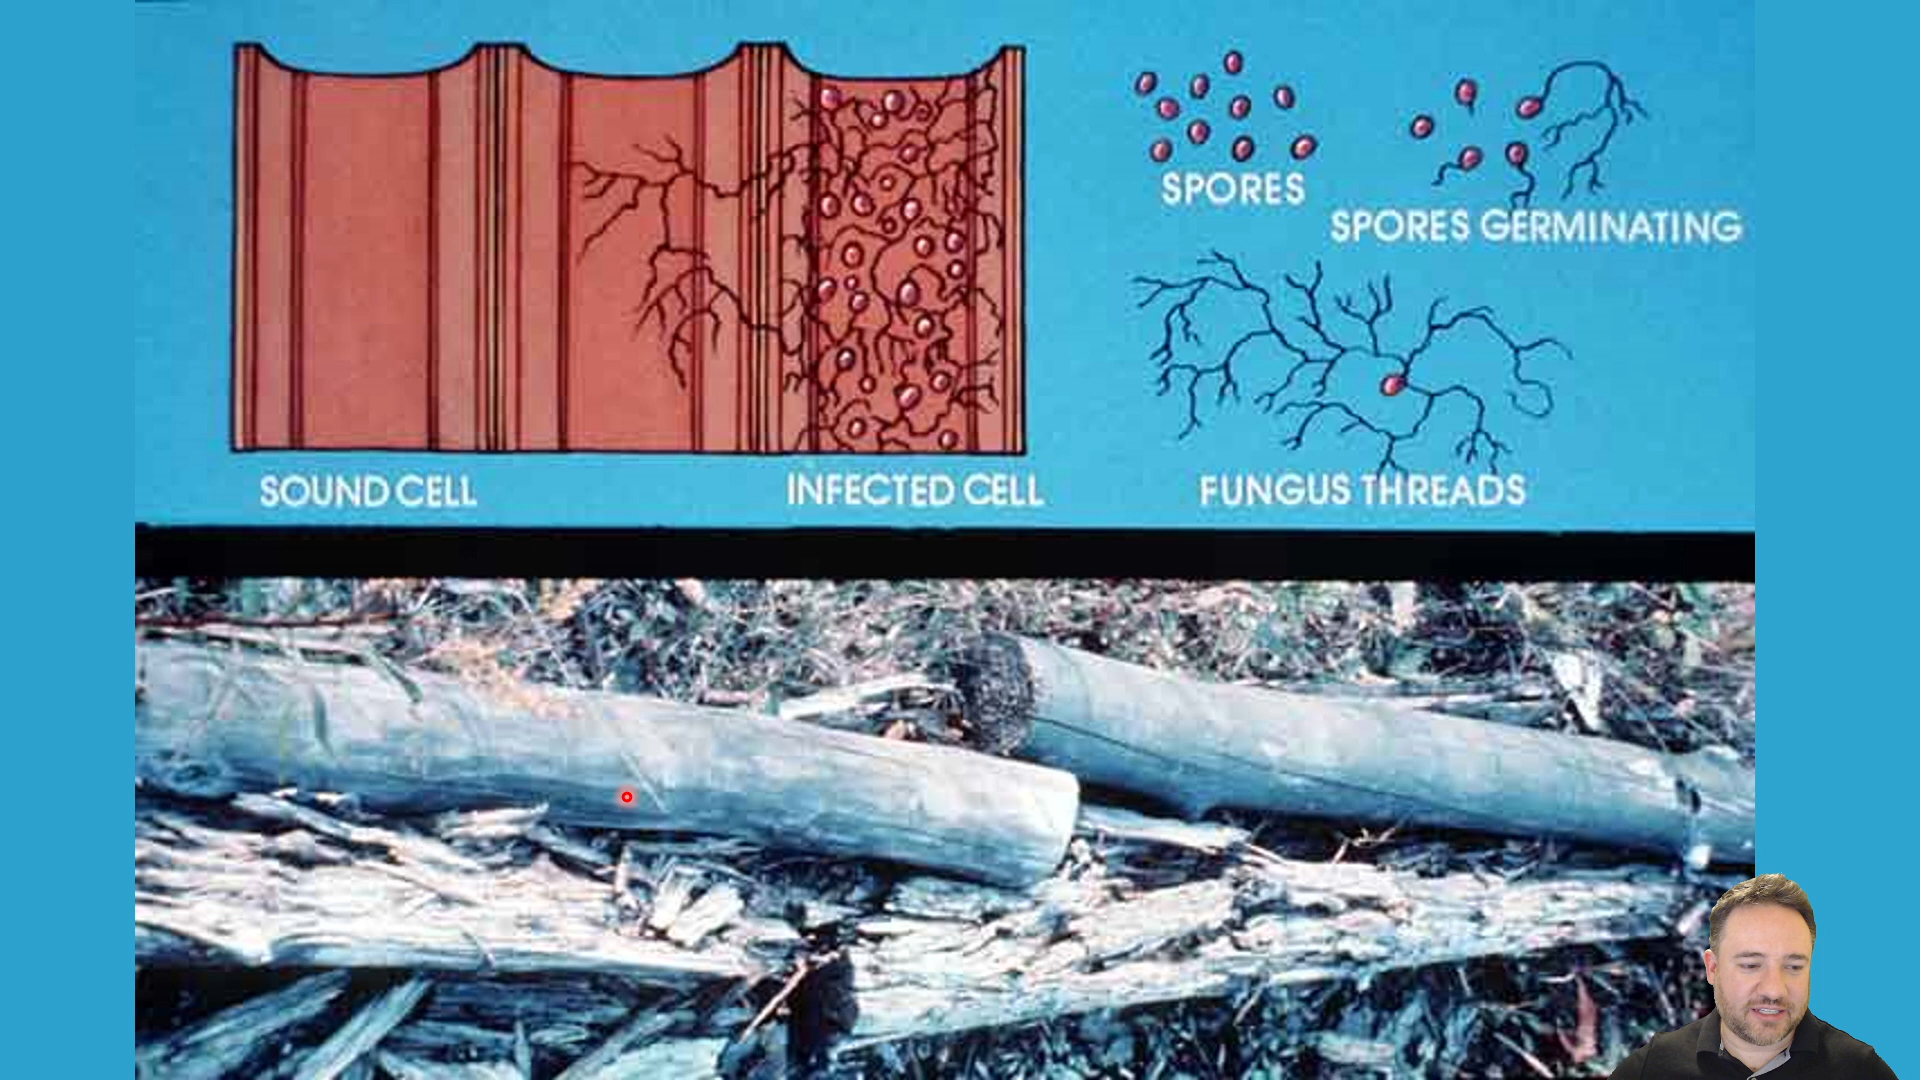 SPORES
SPORES GERMINATING
SOUND CELL
INFECTED CELL
FUNGUS THREADS